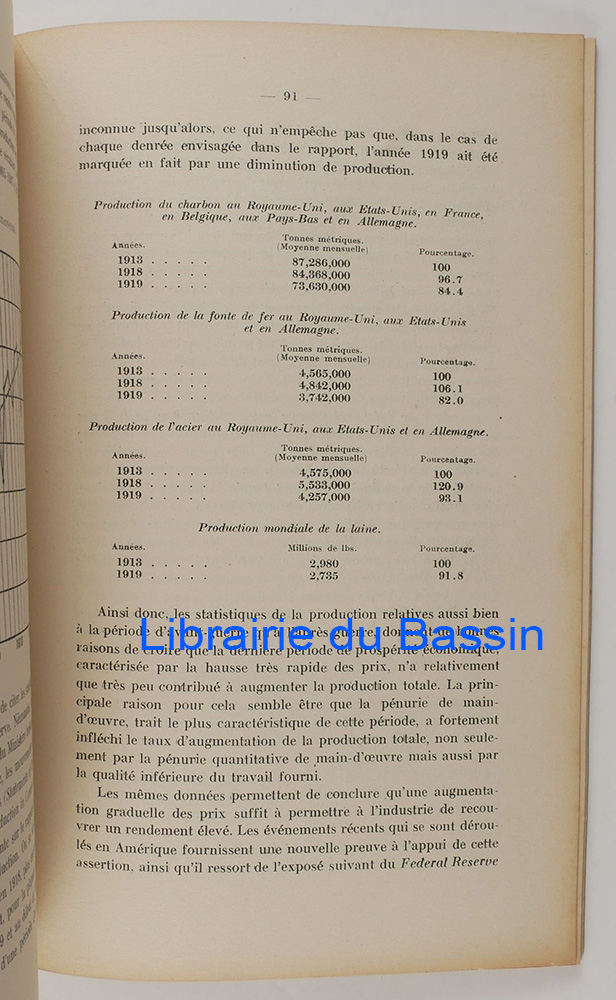 — 91 —
inconnue jusqu'alors, ce qui n'empêche pas que, dans le cas de
chaque denrée envisagée dans le rapport, l'année 1919 ait été
marquée en fait par une diminution de production.
Production du charbon au Royaume-Uni, aux Etats-Unis, en France,
en Belgique, aux Pays-Bas et en Allemagne.
Années. Tonnes métriques. (Moyenne mensuelle) Pourcentage.
1913 . . . . . 87,286,000 100
1918 . . . . . 84,368,000 96.7
1919 . . . . . 73,630,000 84.4
Production de la fonte de fer au Royaume-Uni, aux Etats-Unis
et en Allemagne.
Années. Tonnes métriques. (Moyenne mensuelle) Pourcentage.
1913 . . . . . 4,565,000 100
1918 . . . . . 4,842,000 106.1
1919 . . . . . 3,742,000 82.0
Production de l'acier au Royaume-Uni, aux Etats-Unis et en Allemagne.
Années. Tonnes métriques. (Moyenne mensuelle) Pourcentage.
1913 . . . . . 4,575,000 100
1918 . . . . . 5,533,000 120.9
1919 . . . . . 4,257,000 93.1
Production mondiale de la laine.
Années. Millions de lbs. Pourcentage.
1913 . . . . . 2,980 100
1919 . . . . . 2,735 91.8
Ainsi donc, les statistiques de la production relatives aussi bien
à la période d'avant-guerre qu'à l'après-guerre, donnent de bonnes
Librairie du Bassin
raisons de croire que la dernière période de prospérité économique,
caractérisée par la hausse très rapide des prix, n'a relativement
que très peu contribué à augmenter la production totale. La prin-
cipale raison pour cela semble être que la pénurie de main-
d'œuvre, trait le plus caractéristique de cette période, a fortement
infléchi le taux d'augmentation de la production totale, non seule-
ment par la pénurie quantitative de main-d'œuvre mais aussi par
la qualité inférieure du travail fourni.
Les mêmes données permettent de conclure qu'une augmenta-
tion graduelle des prix suffit à permettre à l'industrie de recou-
vrer un rendement élevé. Les événements récents qui se sont dérou-
lés en Amérique fournissent une nouvelle preuve à l'appui de cette
assertion, ainsi qu'il ressort de l'exposé suivant du Federal Reserve